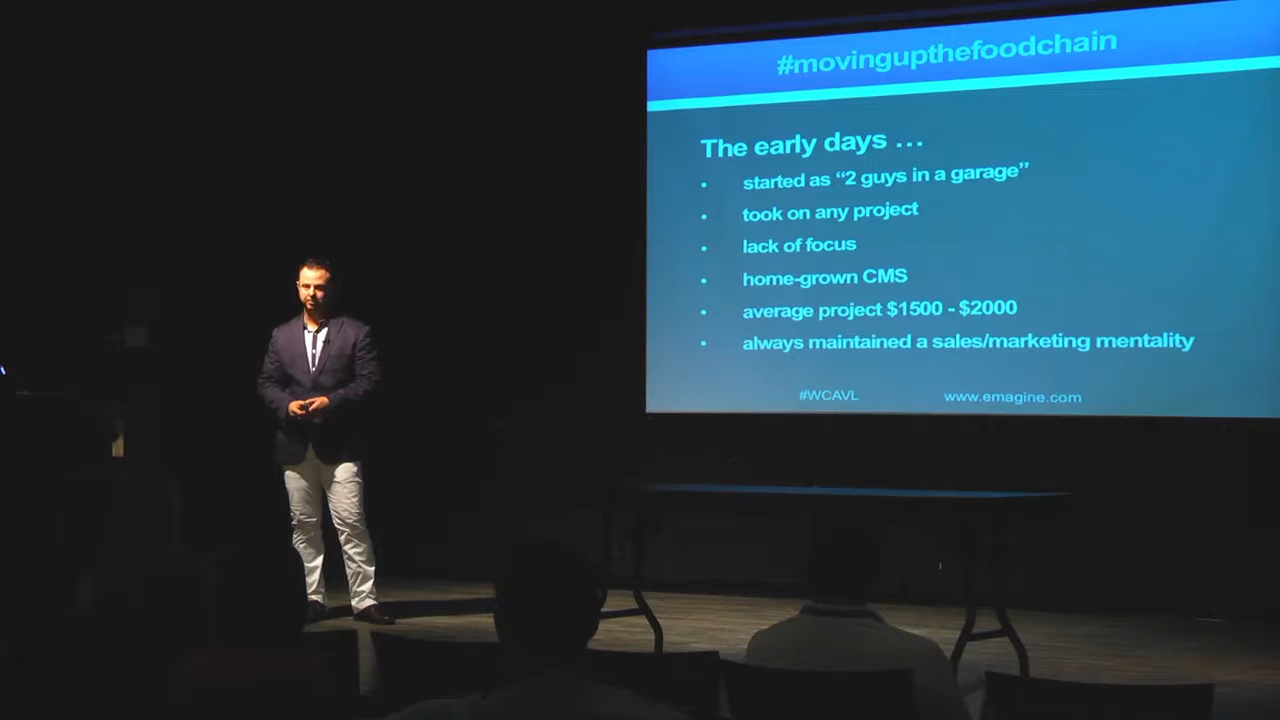 #movingupthefoodchain
The early days ...
• started as “2 guys in a garage”
• took on any project
• lack of focus
• home-grown CMS
• average project $1500 - $2000
• always maintained a sales/marketing mentality
#WCAVL www.emagine.com